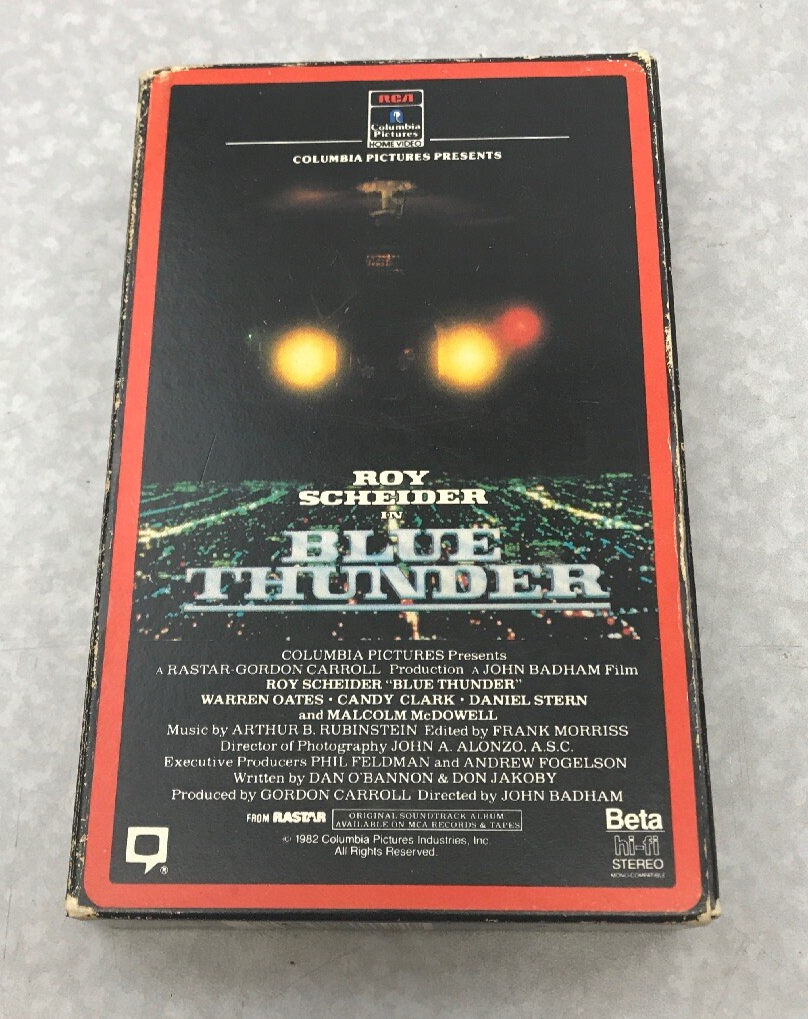 RCA
Columbia
Pictures
HOME VIDEO
COLUMBIA PICTURES PRESENTS
ROY
SCHEIDER
IN
BLUE
THUNDER
COLUMBIA PICTURES Presents
A RASTAR-GORDON CARROLL Production A JOHN BADHAM Film
ROY SCHEIDER "BLUE THUNDER"
WARREN OATES · CANDY CLARK · DANIEL STERN
and MALCOLM McDOWELL
Music by ARTHUR B. RUBINSTEIN Edited by FRANK MORRISS
Director of Photography JOHN A. ALONZO, A.S.C.
Executive Producers PHIL FELDMAN and ANDREW FOGELSON
Written by DAN O'BANNON & DON JAKOBY
Produced by GORDON CARROLL Directed by JOHN BADHAM
FROM RASTAR
ORIGINAL SOUNDTRACK ALBUM
AVAILABLE ON MCA RECORDS & TAPES
© 1982 Columbia Pictures Industries, Inc
All Rights Reserved.
®
Beta
hi-fi
STEREO
MONO-COMPATIBLE